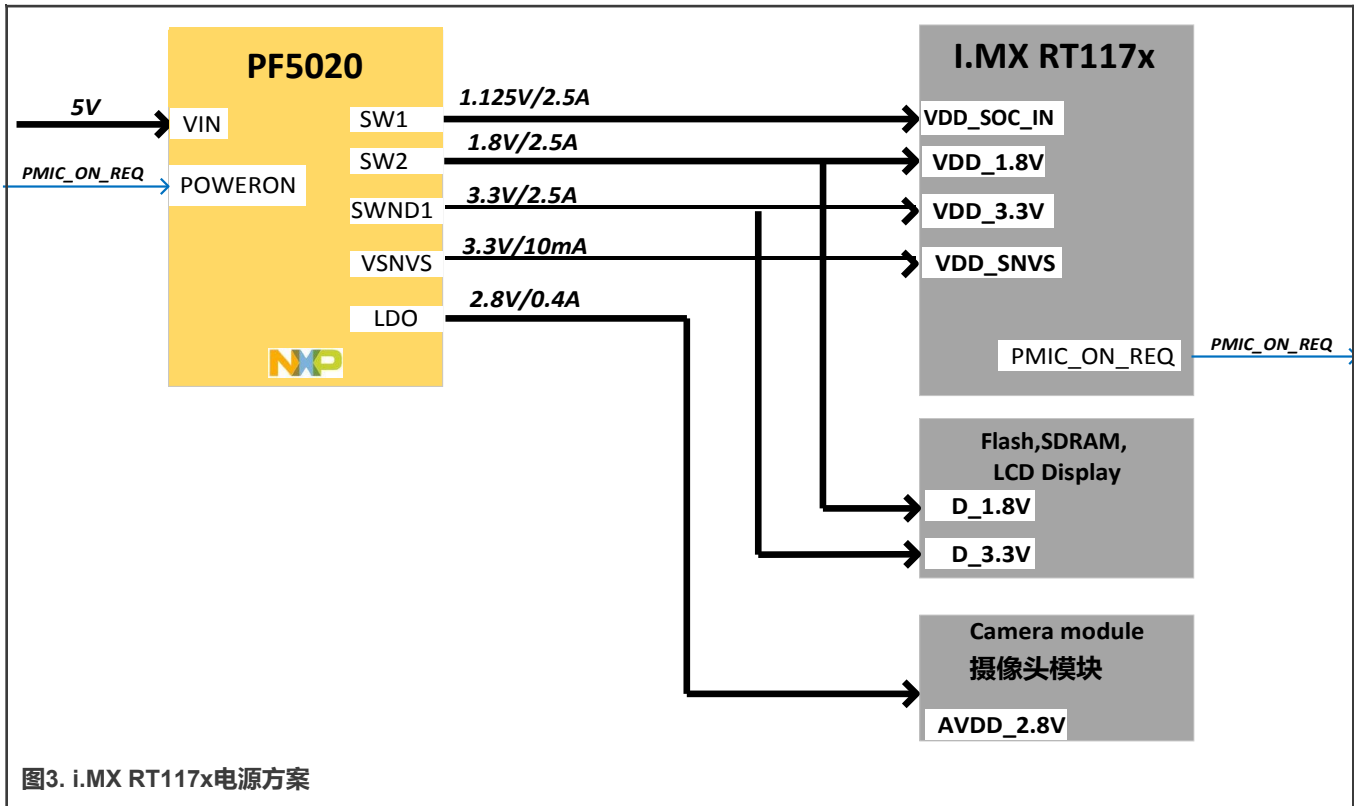 PF5020
5V
VIN
PMIC_ON_REQ
POWERON
SW1
SW2
SWND1
VSNVS
LDO
NXP
1.125V/2.5A
1.8V/2.5A
3.3V/2.5A
3.3V/10mA
2.8V/0.4A
I.MX RT117x
VDD_SOC_IN
VDD_1.8V
VDD_3.3V
VDD_SNVS
PMIC_ON_REQ
PMIC_ON_REQ
Flash,SDRAM,
LCD Display
D_1.8V
D_3.3V
Camera module
摄像头模块
AVDD_2.8V
图3. i.MX RT117x电源方案